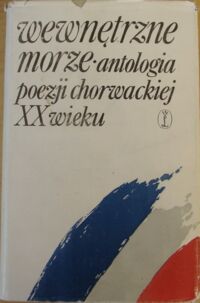 wewnętrzne
morze·antologia
poezji chorwackiej
XX wieku